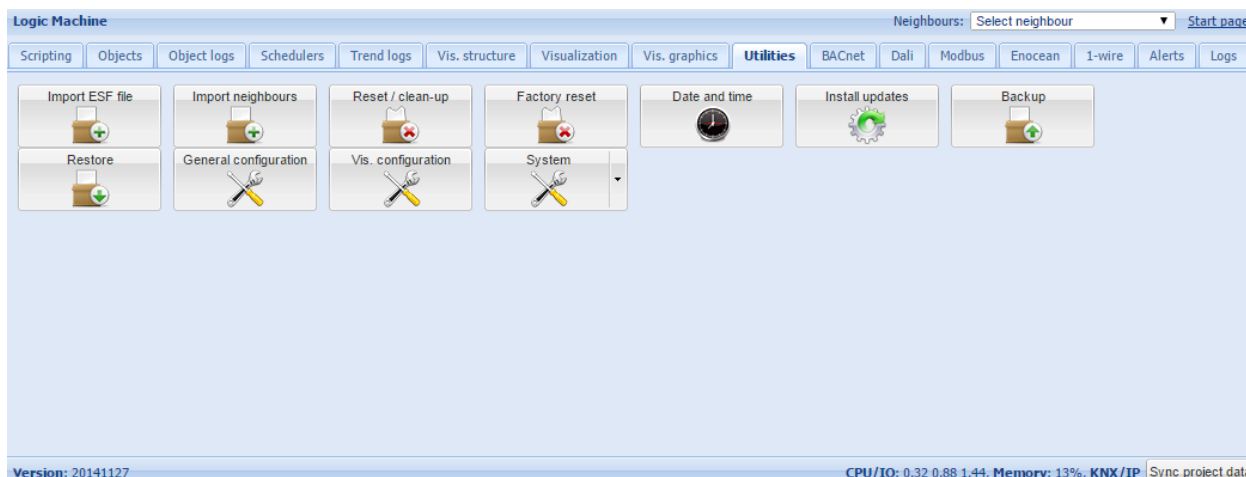 Logic Machine Neighbours: Select neighbour Start page
Scripting Objects Object logs Schedulers Trend logs Vis. structure Visualization Vis. graphics Utilities BACnet Dali Modbus Enocean 1-wire Alerts Logs
Import ESF file Import neighbours Reset / clean-up Factory reset Date and time Install updates Backup
Restore General configuration Vis. configuration System
Version: 20141127 CPU/IO: 0.32 0.88 1.44, Memory: 13%, KNX/IP Sync project data